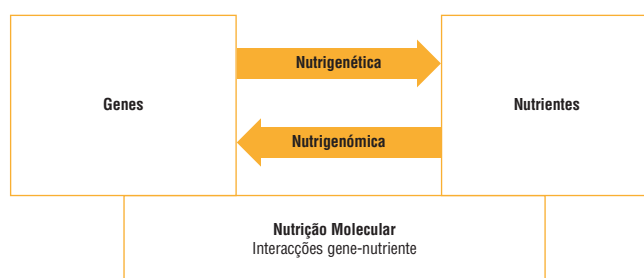 Nutrigenética
Genes
Nutrientes
Nutrigenómica
Nutrição Molecular
Interacções gene-nutriente